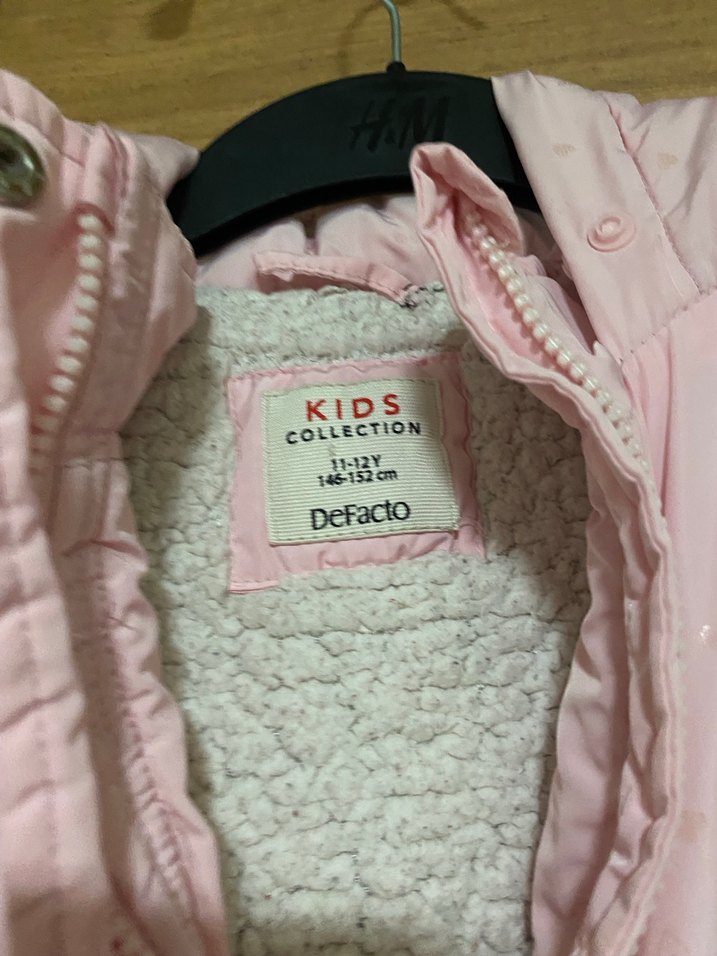 H&M
KIDS
COLLECTION
11-12Y
146-152 cm
DeFacto